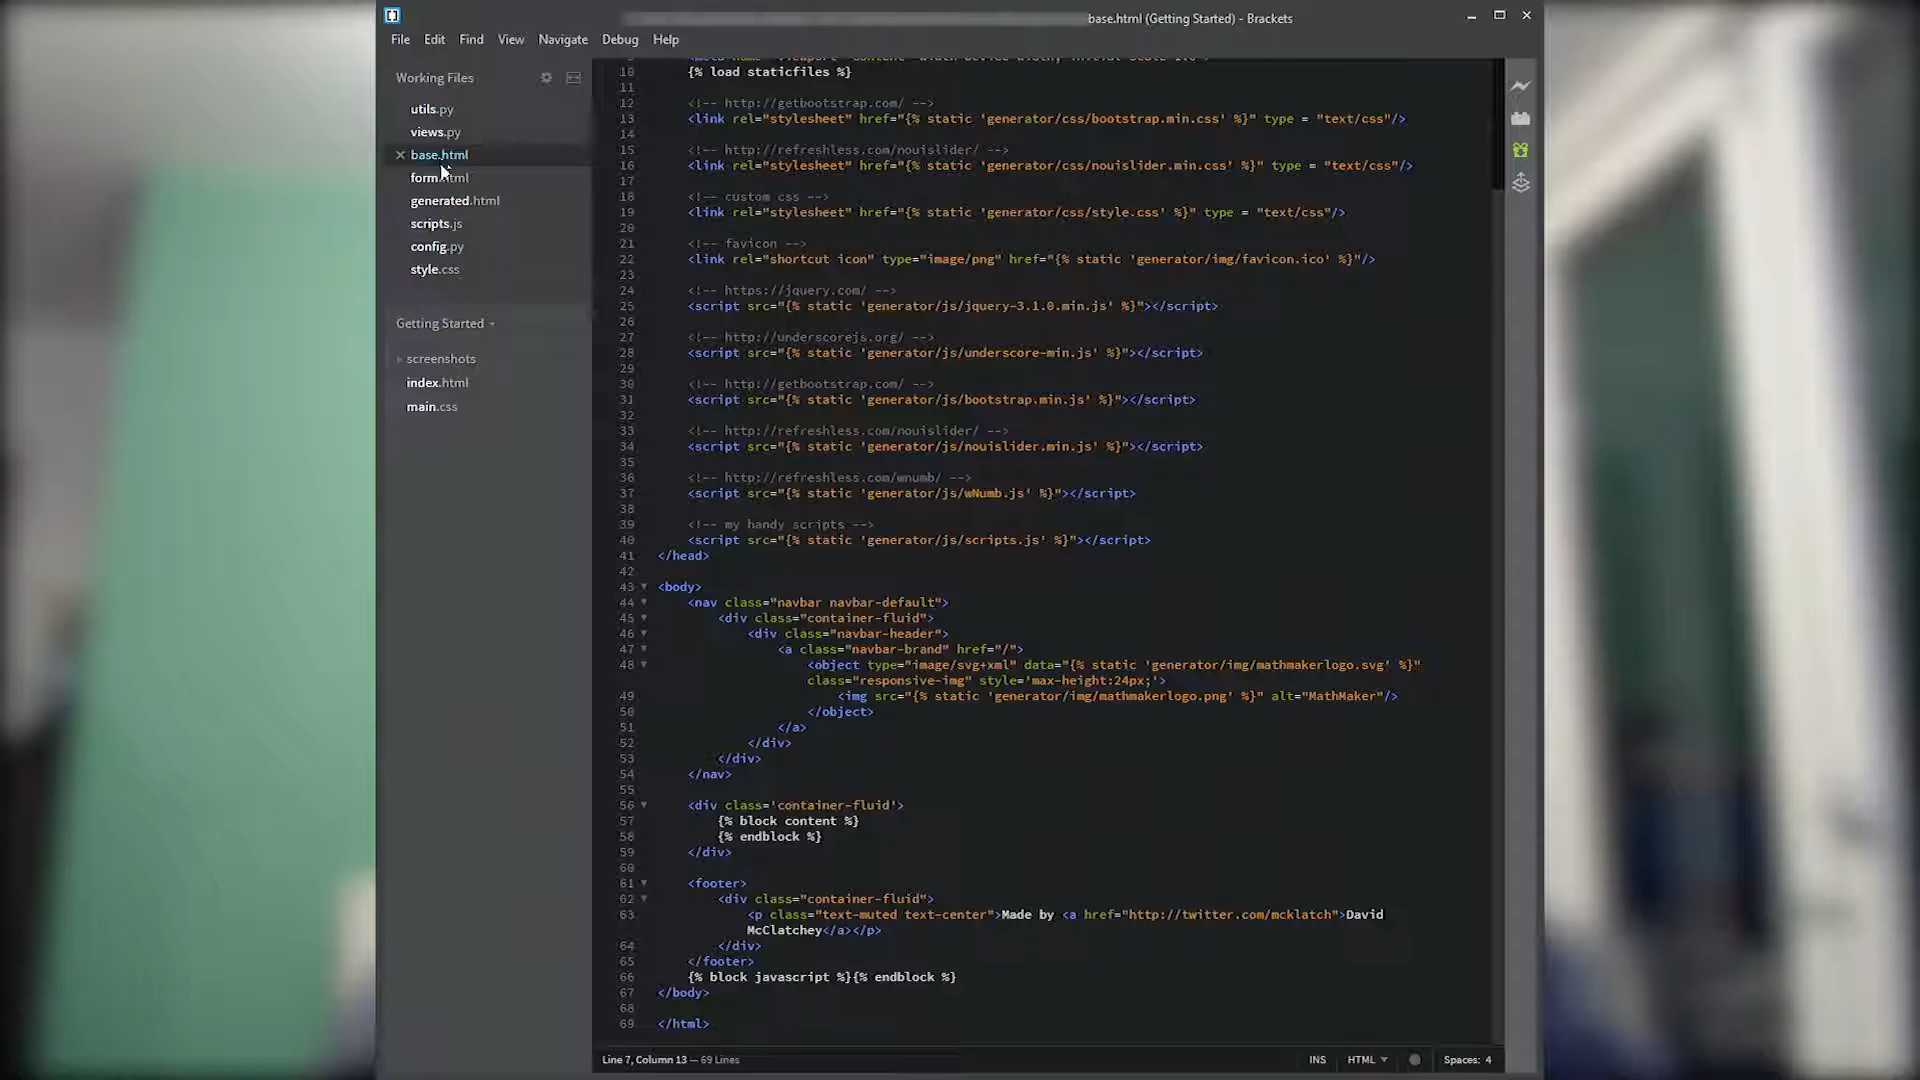 base.html (Getting Started) - Brackets
File Edit Find View Navigate Debug Help
Working Files
utils.py
views.py
base.html
form.html
generated.html
scripts.js
config.py
style.css
Getting Started
screenshots
index.html
main.css
10 {% load staticfiles %}
11
12 <!-- http://getbootstrap.com/ -->
13 <link rel="stylesheet" href="{% static 'generator/css/bootstrap.min.css' %}" type = "text/css"/>
14
15 <!-- http://refreshless.com/nouislider/ -->
16 <link rel="stylesheet" href="{% static 'generator/css/nouislider.min.css' %}" type = "text/css"/>
17
18 <!-- custom css -->
19 <link rel="stylesheet" href="{% static 'generator/css/style.css' %}" type = "text/css"/>
20
21 <!-- favicon -->
22 <link rel="shortcut icon" type="image/png" href="{% static 'generator/img/favicon.ico' %}"/>
23
24 <!-- https://jquery.com/ -->
25 <script src="{% static 'generator/js/jquery-3.1.0.min.js' %}"></script>
26
27 <!-- http://underscorejs.org/ -->
28 <script src="{% static 'generator/js/underscore-min.js' %}"></script>
29
30 <!-- http://getbootstrap.com/ -->
31 <script src="{% static 'generator/js/bootstrap.min.js' %}"></script>
32
33 <!-- http://refreshless.com/nouislider/ -->
34 <script src="{% static 'generator/js/nouislider.min.js' %}"></script>
35
36 <!-- http://refreshless.com/wnumb/ -->
37 <script src="{% static 'generator/js/wNumb.js' %}"></script>
38
39 <!-- my handy scripts -->
40 <script src="{% static 'generator/js/scripts.js' %}"></script>
41 </head>
42
43 <body>
44 <nav class="navbar navbar-default">
45 <div class="container-fluid">
46 <div class="navbar-header">
47 <a class="navbar-brand" href="/">
48 <object type="image/svg+xml" data="{% static 'generator/img/mathmakerlogo.svg' %}"
class="responsive-img" style='max-height:24px;'>
49 <img src="{% static 'generator/img/mathmakerlogo.png' %}" alt="MathMaker"/>
50 </object>
51 </a>
52 </div>
53 </div>
54 </nav>
55
56 <div class='container-fluid'>
57 {% block content %}
58 {% endblock %}
59 </div>
60
61 <footer>
62 <div class="container-fluid">
63 <p class="text-muted text-center">Made by <a href="http://twitter.com/mcklatch">David
McClatchey</a></p>
64 </div>
65 </footer>
66 {% block javascript %}{% endblock %}
67 </body>
68
69 </html>
Line 7, Column 13 — 69 Lines
INS HTML Spaces: 4